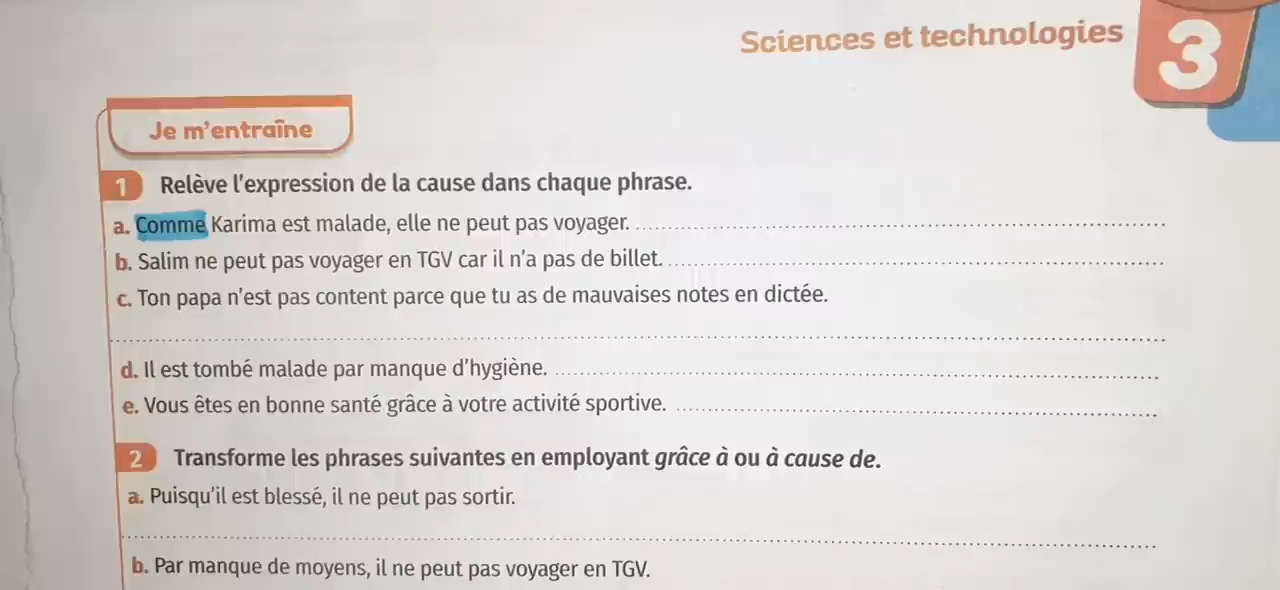 Sciences et technologies 3
Je m'entraîne
1 Relève l'expression de la cause dans chaque phrase.
a. Comme Karima est malade, elle ne peut pas voyager.
b. Salim ne peut pas voyager en TGV car il n'a pas de billet.
c. Ton papa n'est pas content parce que tu as de mauvaises notes en dictée.
d. Il est tombé malade par manque d'hygiène.
e. Vous êtes en bonne santé grâce à votre activité sportive.
2 Transforme les phrases suivantes en employant grâce à ou à cause de.
a. Puisqu'il est blessé, il ne peut pas sortir.
b. Par manque de moyens, il ne peut pas voyager en TGV.